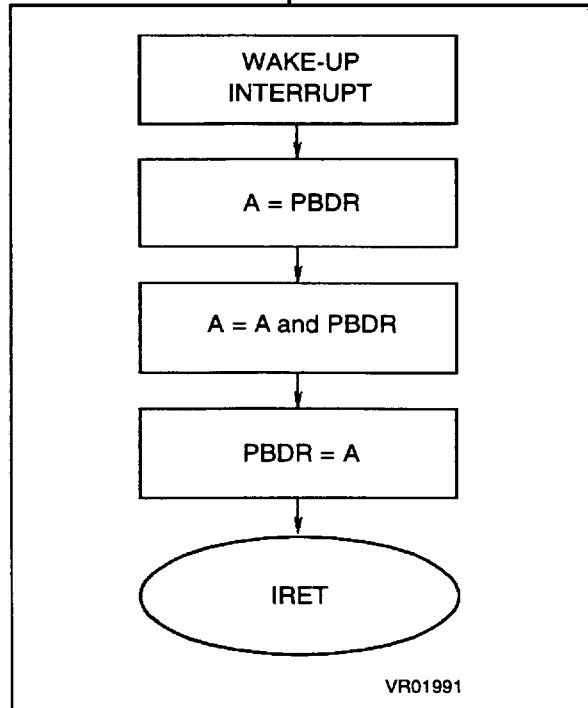 WAKE-UP
INTERRUPT
A = PBDR
A = A and PBDR
PBDR = A
IRET
VR01991